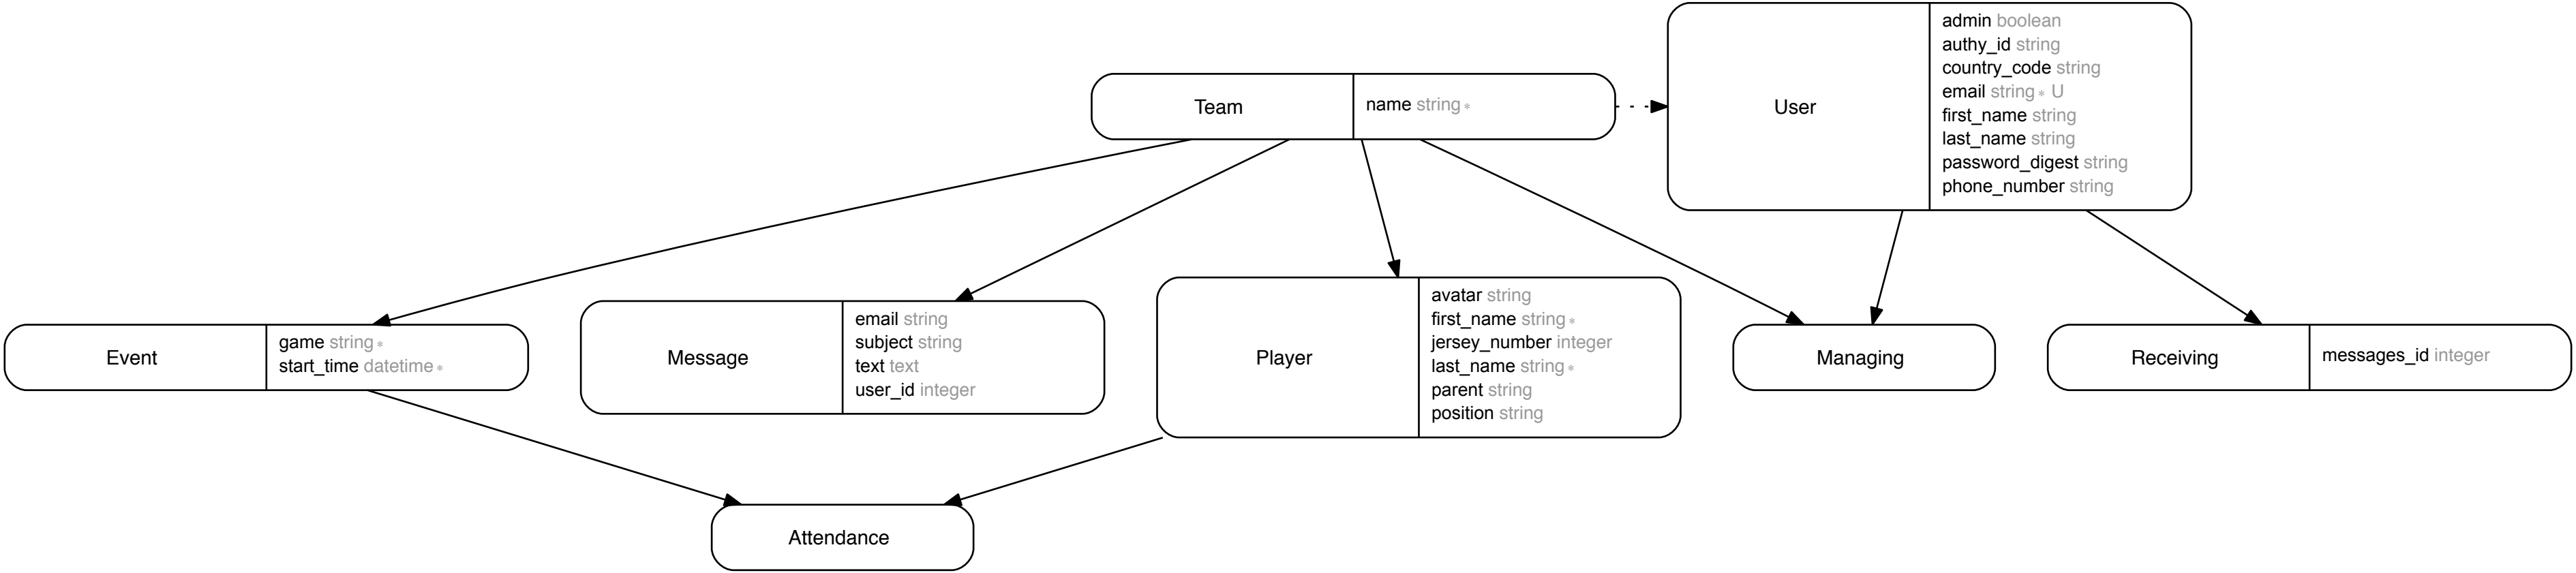 Team
name string *
User
admin boolean
authy_id string
country_code string
email string * U
first_name string
last_name string
password_digest string
phone_number string
Event
game string *
start_time datetime *
Message
email string
subject string
text text
user_id integer
Player
avatar string
first_name string *
jersey_number integer
last_name string *
parent string
position string
Managing
Receiving
messages_id integer
Attendance